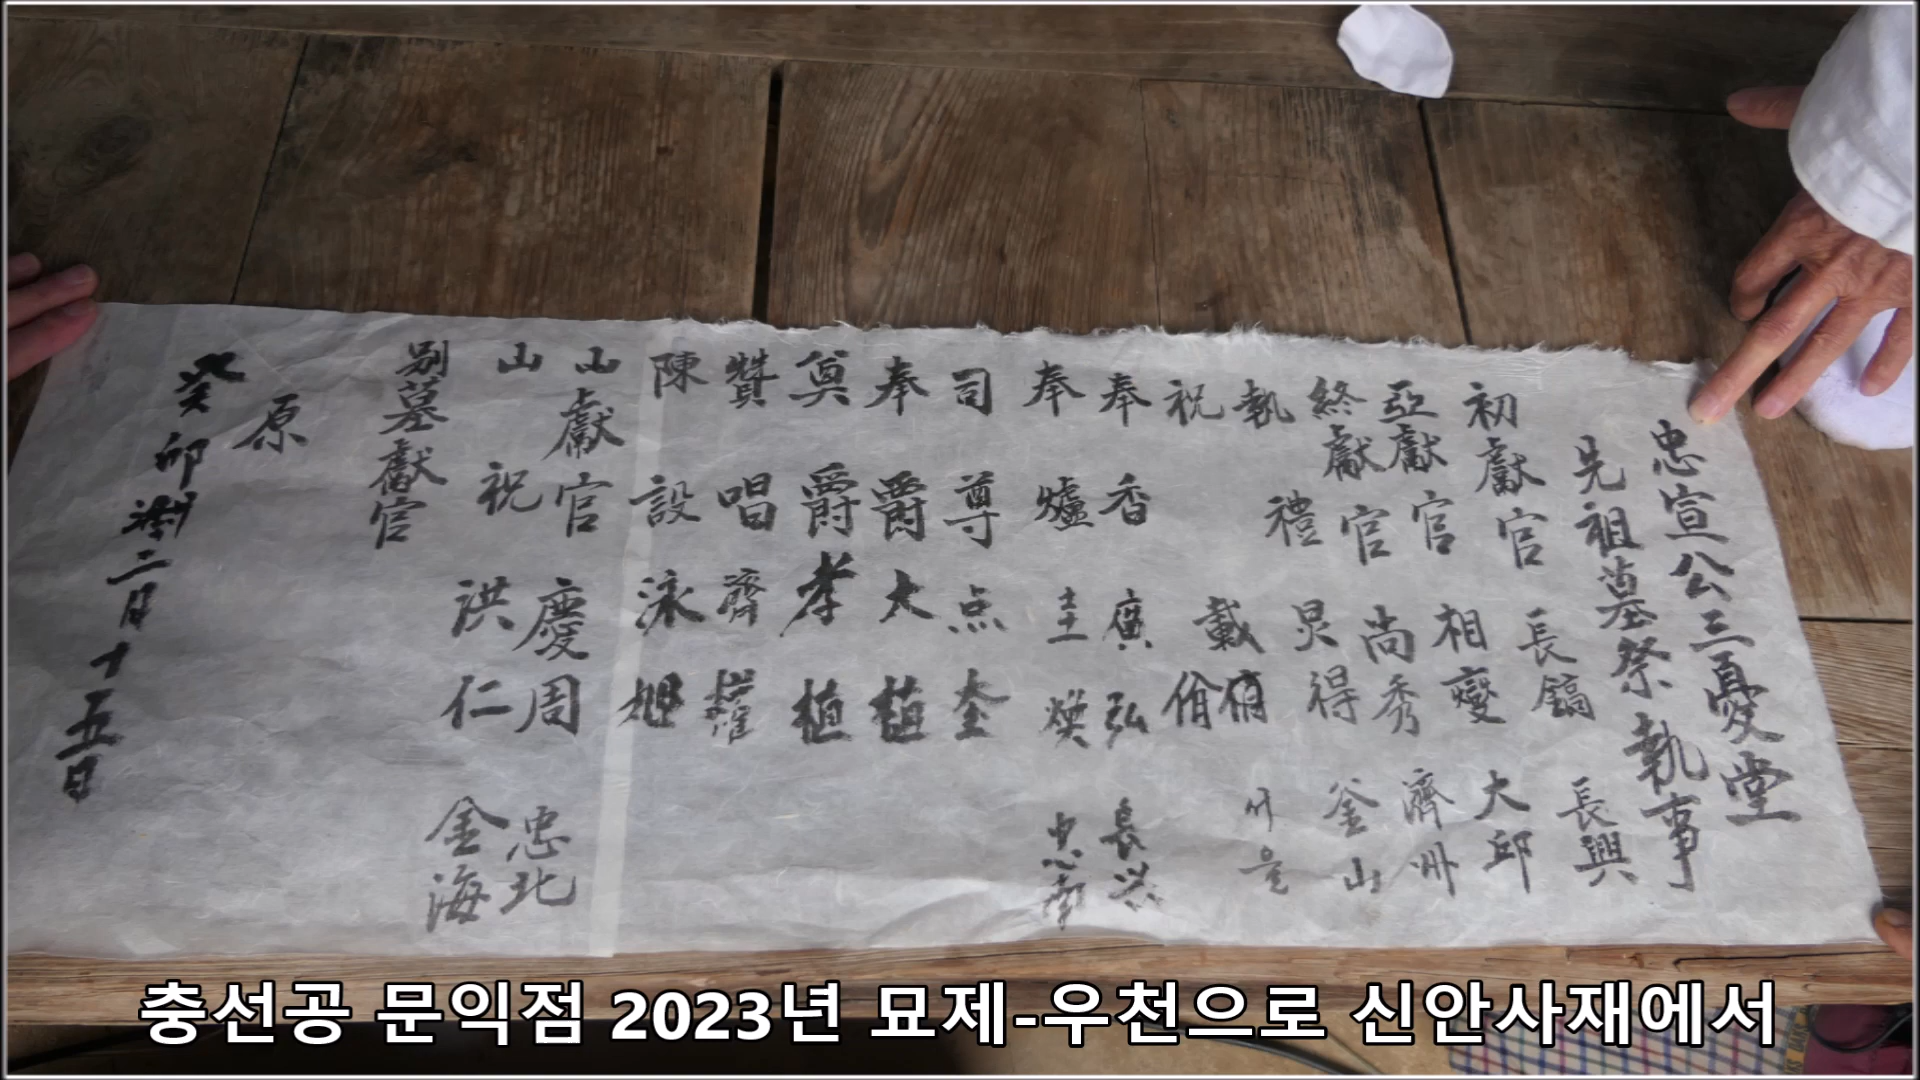 忠宣公三憂堂
先祖墓祭執事
初獻官 長鎬 長興
亞獻官 相燮 大邱
終獻官 尚秀 濟州
執禮 炅得 釜山
祝 載 서울
奉香 廣弘 長興
奉爐 圭煐 忠南
司尊 点奎
奉爵 大植
奠爵 孝植
贊唱 濟
陳設 泳旭
山獻官 慶周 忠北
山祝 洪仁 金海
別墓獻官
原
癸卯 二月十五日
충선공 문익점 2023년 묘제-우천으로 신안사재에서